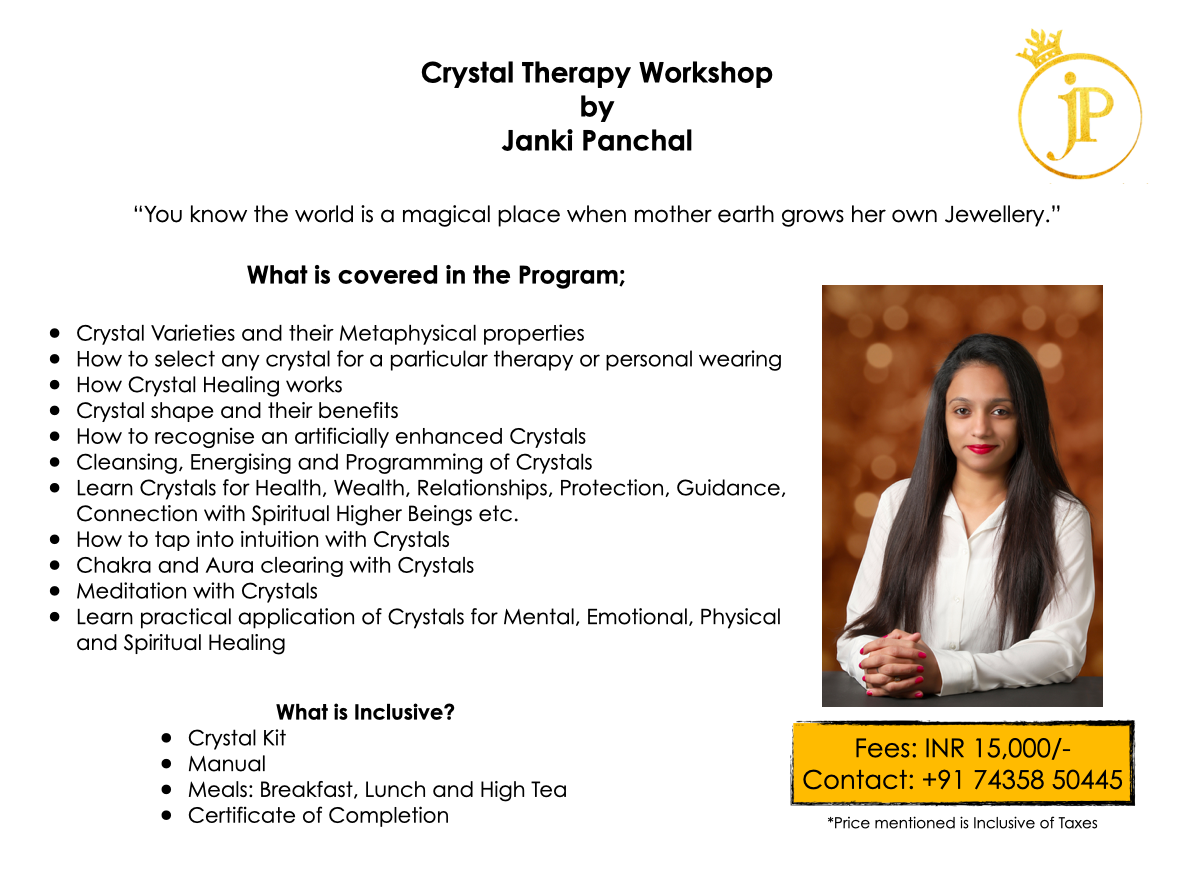 Crystal Therapy Workshop
by
Janki Panchal
jP
“You know the world is a magical place when mother earth grows her own Jewellery.”
What is covered in the Program;
● Crystal Varieties and their Metaphysical properties
● How to select any crystal for a particular therapy or personal wearing
● How Crystal Healing works
● Crystal shape and their benefits
● How to recognise an artificially enhanced Crystals
● Cleansing, Energising and Programming of Crystals
● Learn Crystals for Health, Wealth, Relationships, Protection, Guidance,
Connection with Spiritual Higher Beings etc.
● How to tap into intuition with Crystals
● Chakra and Aura clearing with Crystals
● Meditation with Crystals
● Learn practical application of Crystals for Mental, Emotional, Physical
and Spiritual Healing
What is Inclusive?
● Crystal Kit
● Manual
● Meals: Breakfast, Lunch and High Tea
● Certificate of Completion
Fees: INR 15,000/-
Contact: +91 74358 50445
*Price mentioned is Inclusive of Taxes